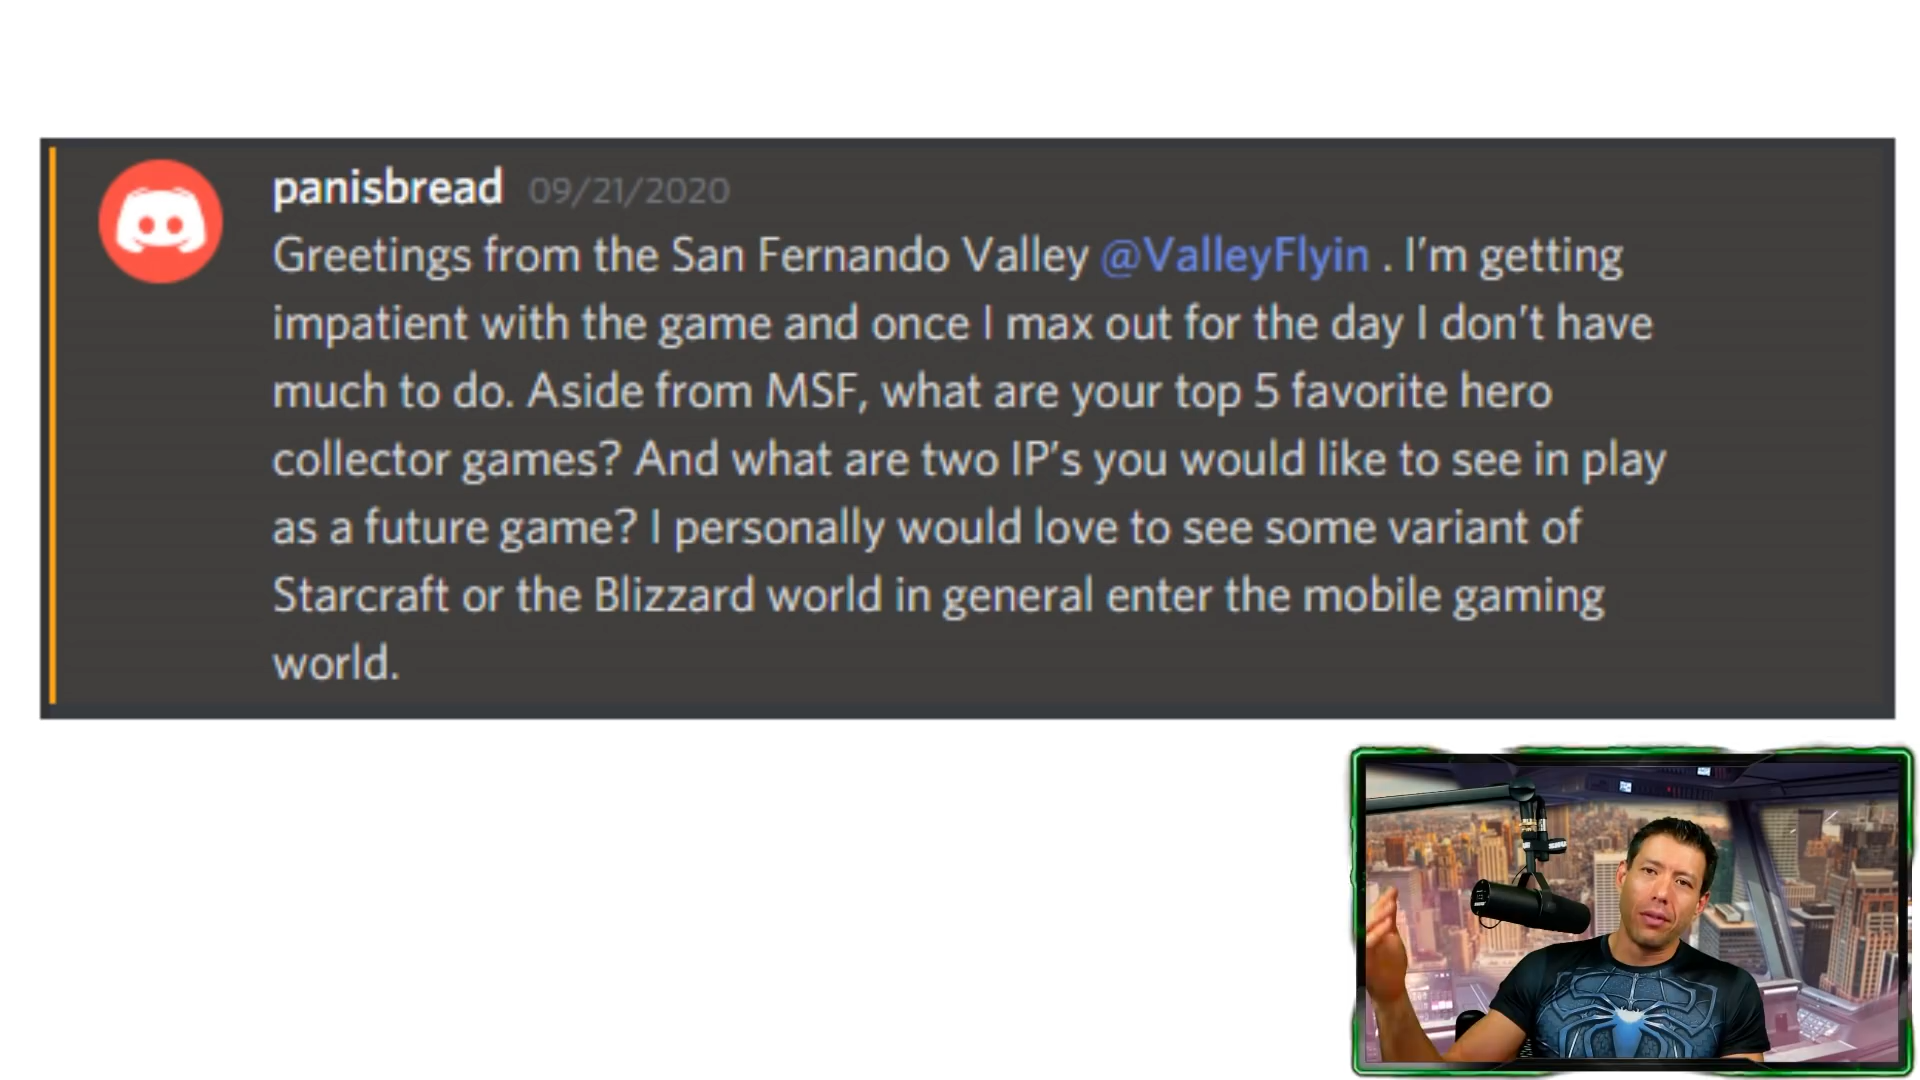 panisbread 09/21/2020
Greetings from the San Fernando Valley @ValleyFlyin . I'm getting
impatient with the game and once I max out for the day I don't have
much to do. Aside from MSF, what are your top 5 favorite hero
collector games? And what are two IP's you would like to see in play
as a future game? I personally would love to see some variant of
Starcraft or the Blizzard world in general enter the mobile gaming
world.